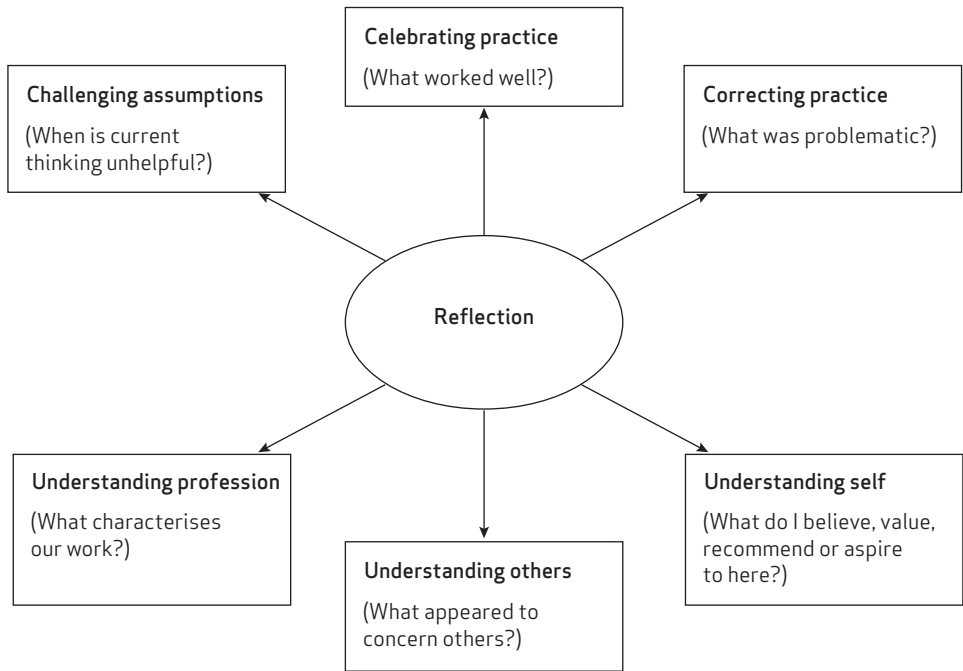 Celebrating practice
(What worked well?)
Challenging assumptions
(When is current
thinking unhelpful?)
Correcting practice
(What was problematic?)
Reflection
Understanding profession
(What characterises
our work?)
Understanding others
(What appeared to
concern others?)
Understanding self
(What do I believe, value,
recommend or aspire
to here?)